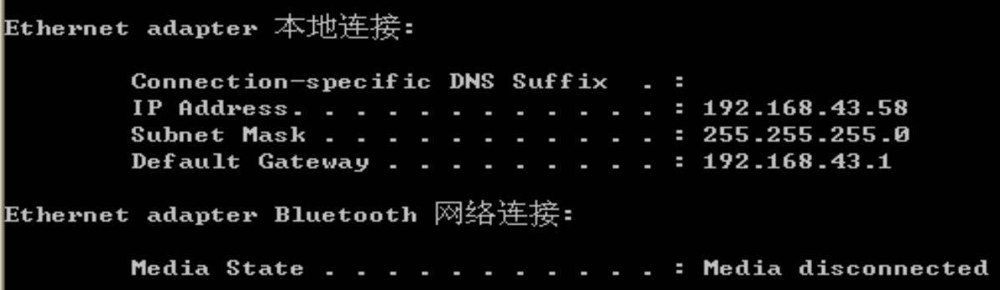 Ethernet adapter 本地连接:
Connection-specific DNS Suffix . :
IP Address. . . . . . . . . . . . : 192.168.43.58
Subnet Mask . . . . . . . . . . . : 255.255.255.0
Default Gateway . . . . . . . . . : 192.168.43.1
Ethernet adapter Bluetooth 网络连接:
Media State . . . . . . . . . . . : Media disconnected